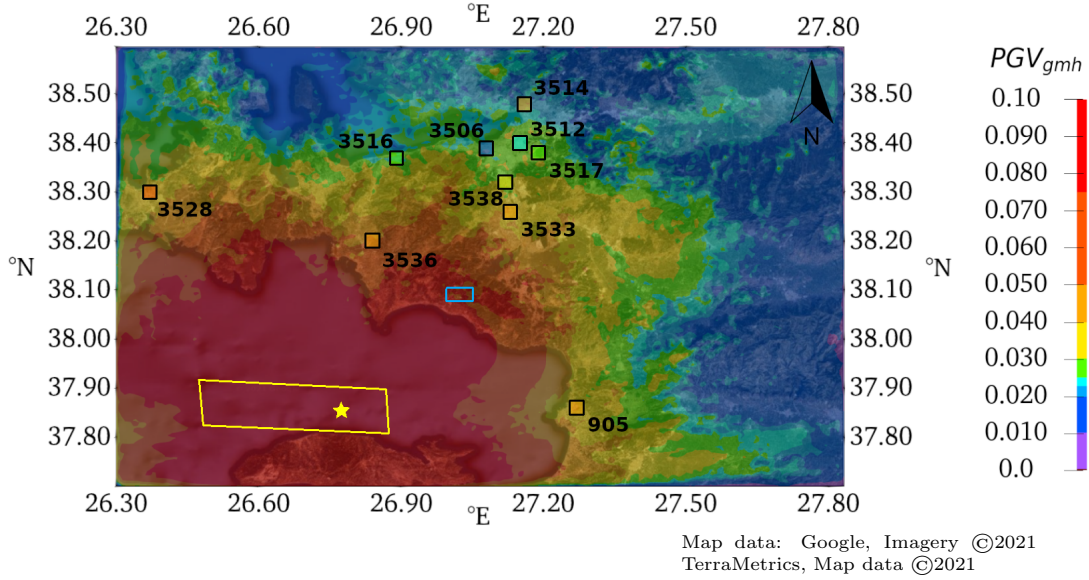 °E
26.30 26.60 26.90 27.20 27.50 27.80
PGVgmh
38.50 38.50 0.10
3514
0.090
3506 3512
38.40 3516 38.40
N
0.080
3517
38.30 38.30
3538
3528 0.070
3533
38.20 38.20
0.060
3536
°N °N
38.10 38.10 0.050
0.040
38.00 38.00
0.030
37.90 37.90
0.020
905
37.80 37.80 0.010
0.0
26.30 26.60 26.90 27.20 27.50 27.80
°E
Map data: Google, Imagery ©2021
TerraMetrics, Map data ©2021